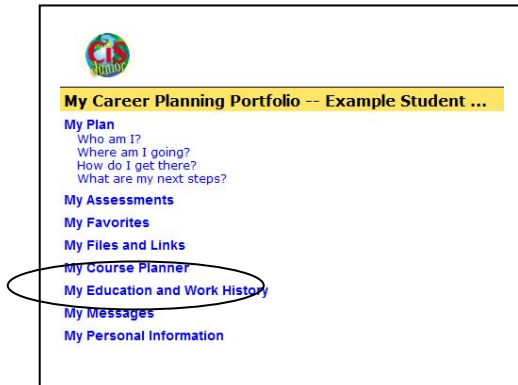 CiS
Junior
My Career Planning Portfolio -- Example Student ...
My Plan
Who am I?
Where am I going?
How do I get there?
What are my next steps?
My Assessments
My Favorites
My Files and Links
My Course Planner
My Education and Work History
My Messages
My Personal Information